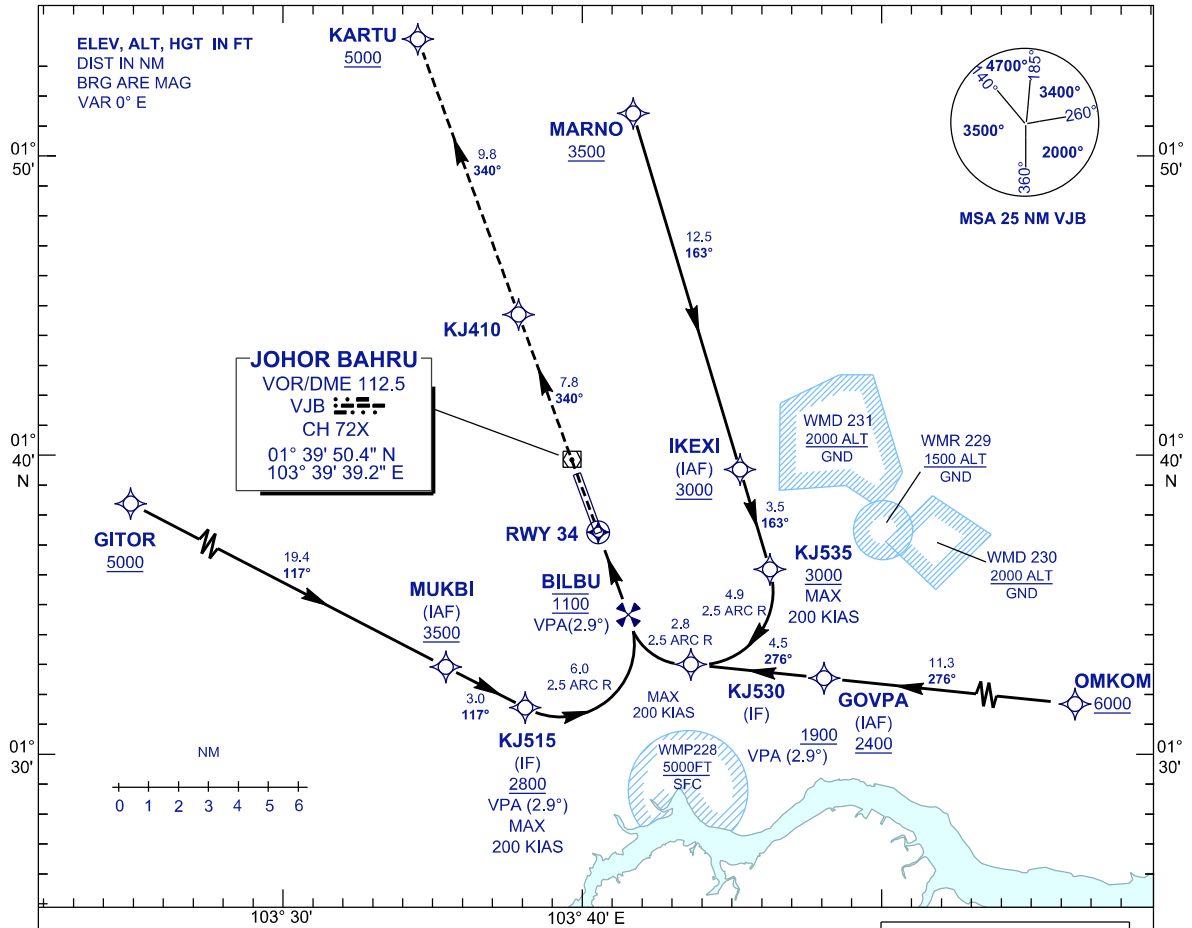 ELEV, ALT, HGT IN FT
DIST IN NM
BRG ARE MAG
VAR 0° E
KARTU
5000
MARNO
3500
4700°
185°
140°
3400°
260°
3500°
2000°
360°
MSA 25 NM VJB
01°
50'
01°
50'
9.8
340°
12.5
163°
KJ410
JOHOR BAHRU
VOR/DME 112.5
VJB
CH 72X
01° 39' 50.4" N
103° 39' 39.2" E
7.8
340°
01°
40'
N
01°
40'
N
IKEXI
(IAF)
3000
WMD 231
2000 ALT
GND
WMR 229
1500 ALT
GND
GITOR
5000
RWY 34
3.5
163°
WMD 230
2000 ALT
GND
19.4
117°
MUKBI
(IAF)
3500
BILBU
1100
VPA(2.9°)
KJ535
3000
MAX
200 KIAS
4.9
2.5 ARC R
2.8
2.5 ARC R
4.5
276°
11.3
276°
OMKOM
6000
6.0
2.5 ARC R
3.0
117°
MAX
200 KIAS
KJ530
(IF)
GOVPA
(IAF)
2400
1900
VPA (2.9°)
KJ515
(IF)
2800
VPA (2.9°)
MAX
200 KIAS
WMP228
5000FT
SFC
01°
30'
01°
30'
NM
0 1 2 3 4 5 6
103° 30'
103° 40' E